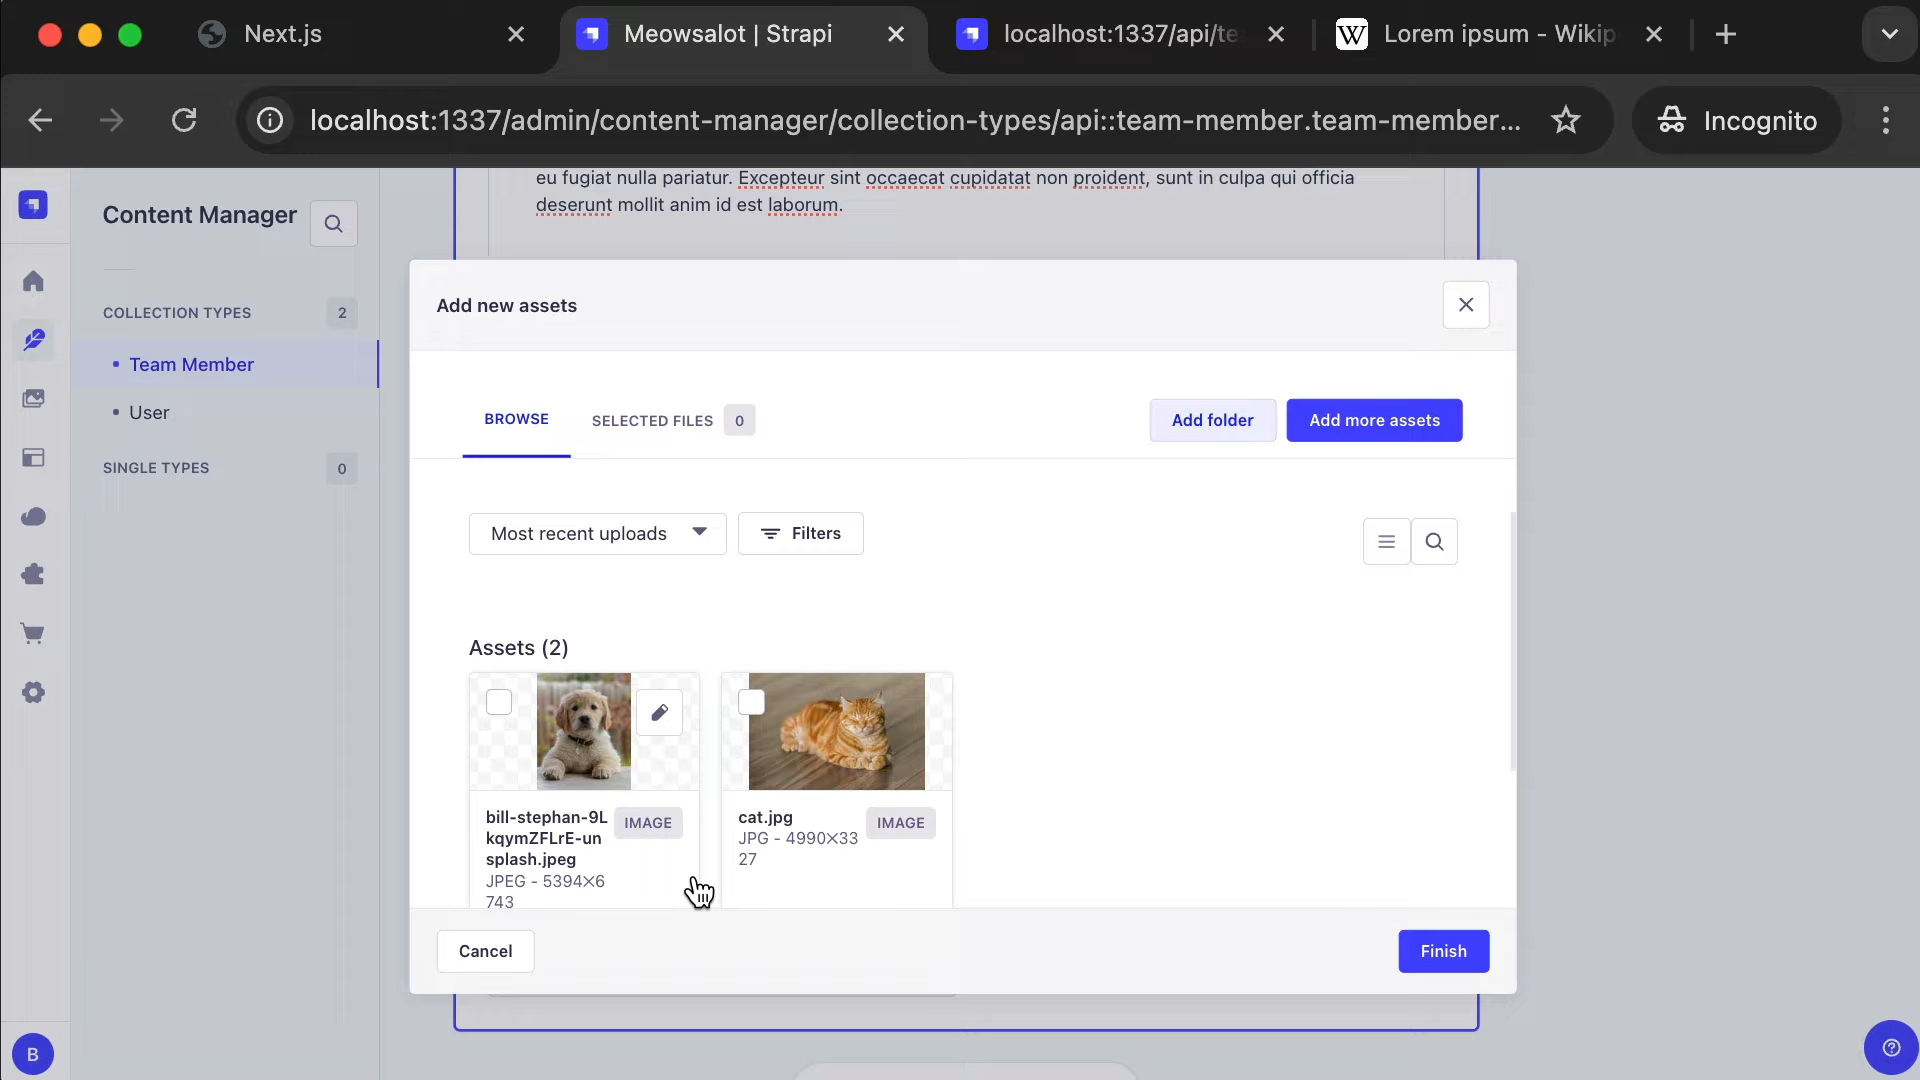 Next.js
Meowsalot | Strapi
localhost:1337/api/te
Lorem ipsum - Wikip
localhost:1337/admin/content-manager/collection-types/api::team-member.team-member...
Incognito
Content Manager
COLLECTION TYPES 2
Team Member
User
SINGLE TYPES 0
B
eu fugiat nulla pariatur. Excepteur sint occaecat cupidatat non proident, sunt in culpa qui officia
deserunt mollit anim id est laborum.
Add new assets
BROWSE
SELECTED FILES 0
Add folder
Add more assets
Most recent uploads
Filters
Assets (2)
bill-stephan-9L
kqymZFLrE-un
splash.jpeg
JPEG - 5394✕6
743
IMAGE
cat.jpg
JPG - 4990✕33
27
IMAGE
Cancel
Finish